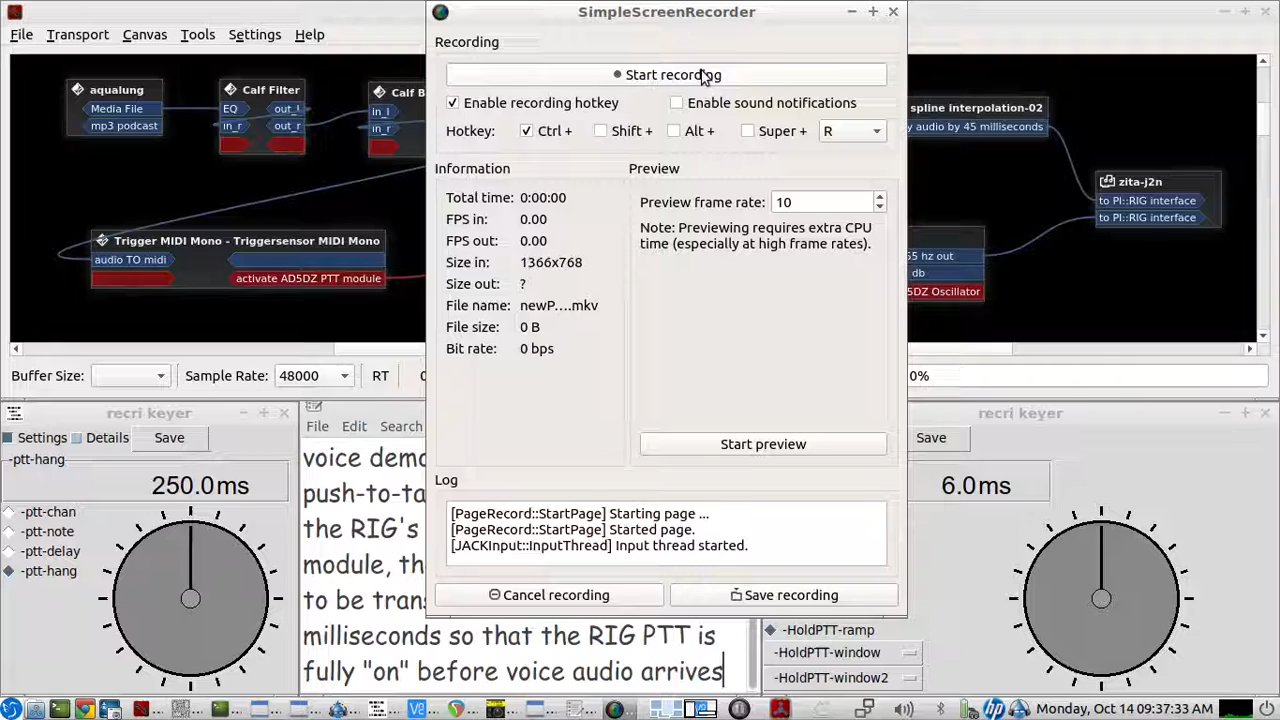 SimpleScreenRecorder
File Transport Canvas Tools Settings Help
aqualung
Media File
mp3 podcast
Calf Filter
EQ out_l
in_r out_r
Calf B
in_l
in_r
Trigger MIDI Mono - Triggersensor MIDI Mono
audio TO midi
activate AD5DZ PTT module
Buffer Size: Sample Rate: 48000 RT
Recording
Start recording
Enable recording hotkey Enable sound notifications
Hotkey: Ctrl + Shift + Alt + Super + R
Information
Total time: 0:00:00
FPS in: 0.00
FPS out: 0.00
Size in: 1366x768
Size out: ?
File name: newP....mkv
File size: 0 B
Bit rate: 0 bps
Preview
Preview frame rate: 10
Note: Previewing requires extra CPU
time (especially at high frame rates).
Start preview
Log
[PageRecord::StartPage] Starting page ...
[PageRecord::StartPage] Started page.
[JACKInput::InputThread] Input thread started.
Cancel recording Save recording
spline interpolation-02
y audio by 45 milliseconds
zita-j2n
to PI::RIG interface
to PI::RIG interface
hz out
db
5DZ Oscillator
0%
recri keyer
Settings Details Save
-ptt-hang
250.0ms
-ptt-chan
-ptt-note
-ptt-delay
-ptt-hang
File Edit Search
voice demo
push-to-ta
the RIG's
module, th
to be trans
milliseconds so that the RIG PTT is
fully "on" before voice audio arrives
recri keyer
Save
6.0ms
-HoldPTT-ramp
-HoldPTT-window
-HoldPTT-window2
Monday, Oct 14 09:37:33 AM